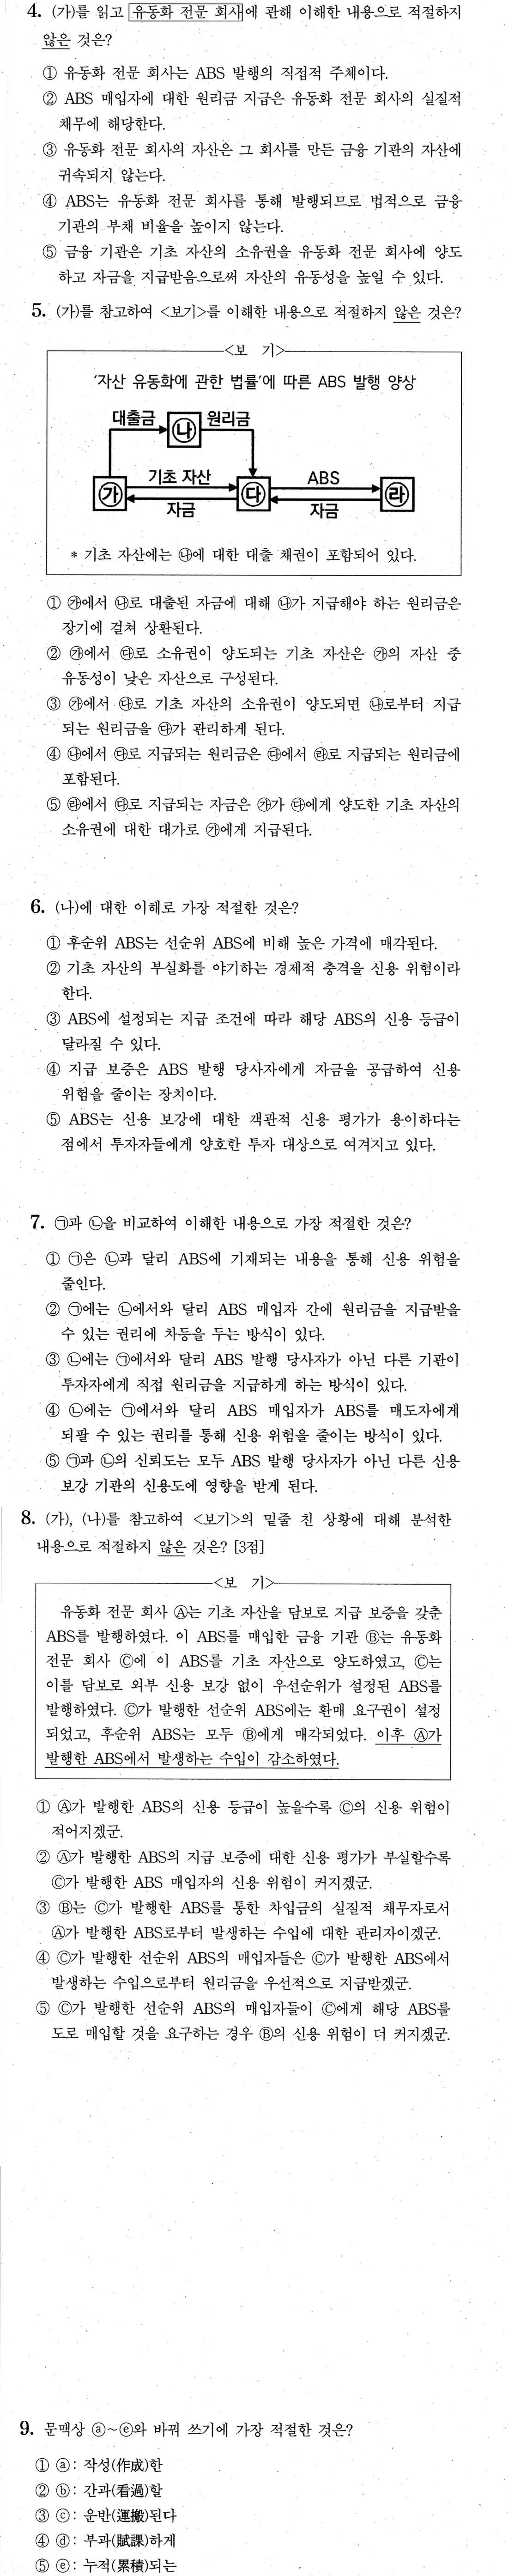 4. (가)를 읽고 유동화 전문 회사에 관해 이해한 내용으로 적절하지
않은 것은?
① 유동화 전문 회사는 ABS 발행의 직접적 주체이다.
② ABS 매입자에 대한 원리금 지급은 유동화 전문 회사의 실질적
채무에 해당한다.
③ 유동화 전문 회사의 자산은 그 회사를 만든 금융 기관의 자산에
귀속되지 않는다.
④ ABS는 유동화 전문 회사를 통해 발행되므로 법적으로 금융
기관의 부채 비율을 높이지 않는다.
⑤ 금융 기관은 기초 자산의 소유권을 유동화 전문 회사에 양도
하고 자금을 지급받음으로써 자산의 유동성을 높일 수 있다.
5. (가)를 참고하여 <보기>를 이해한 내용으로 적절하지 않은 것은?
<보 기>
'자산 유동화에 관한 법률'에 따른 ABS 발행 양상
대출금 ㉯ 원리금
㉮ 기초 자산 ㉰ ABS ㉱
자금 자금
* 기초 자산에는 ㉯에 대한 대출 채권이 포함되어 있다.
① ㉮에서 ㉯로 대출된 자금에 대해 ㉯가 지급해야 하는 원리금은
장기에 걸쳐 상환된다.
② ㉮에서 ㉰로 소유권이 양도되는 기초 자산은 ㉮의 자산 중
유동성이 낮은 자산으로 구성된다.
③ ㉮에서 ㉰로 기초 자산의 소유권이 양도되면 ㉯로부터 지급
되는 원리금을 ㉰가 관리하게 된다.
④ ㉯에서 ㉰로 지급되는 원리금은 ㉰에서 ㉱로 지급되는 원리금에
포함된다.
⑤ ㉱에서 ㉰로 지급되는 자금은 ㉮가 ㉰에게 양도한 기초 자산의
소유권에 대한 대가로 ㉮에게 지급된다.
6. (나)에 대한 이해로 가장 적절한 것은?
① 후순위 ABS는 선순위 ABS에 비해 높은 가격에 매각된다.
② 기초 자산의 부실화를 야기하는 경제적 충격을 신용 위험이라
한다.
③ ABS에 설정되는 지급 조건에 따라 해당 ABS의 신용 등급이
달라질 수 있다.
④ 지급 보증은 ABS 발행 당사자에게 자금을 공급하여 신용
위험을 줄이는 장치이다.
⑤ ABS는 신용 보강에 대한 객관적 신용 평가가 용이하다는
점에서 투자자들에게 양호한 투자 대상으로 여겨지고 있다.
7. ㉠과 ㉡을 비교하여 이해한 내용으로 가장 적절한 것은?
① ㉠은 ㉡과 달리 ABS에 기재되는 내용을 통해 신용 위험을
줄인다.
② ㉠에는 ㉡에서와 달리 ABS 매입자 간에 원리금을 지급받을
수 있는 권리에 차등을 두는 방식이 있다.
③ ㉡에는 ㉠에서와 달리 ABS 발행 당사자가 아닌 다른 기관이
투자자에게 직접 원리금을 지급하게 하는 방식이 있다.
④ ㉡에는 ㉠에서와 달리 ABS 매입자가 ABS를 매도자에게
되팔 수 있는 권리를 통해 신용 위험을 줄이는 방식이 있다.
⑤ ㉠과 ㉡의 신뢰도는 모두 ABS 발행 당사자가 아닌 다른 신용
보강 기관의 신용도에 영향을 받게 된다.
8. (가), (나)를 참고하여 <보기>의 밑줄 친 상황에 대해 분석한
내용으로 적절하지 않은 것은? [3점]
<보 기>
유동화 전문 회사 Ⓐ는 기초 자산을 담보로 지급 보증을 갖춘
ABS를 발행하였다. 이 ABS를 매입한 금융 기관 Ⓑ는 유동화
전문 회사 Ⓒ에 이 ABS를 기초 자산으로 양도하였고, Ⓒ는
이를 담보로 외부 신용 보강 없이 우선순위가 설정된 ABS를
발행하였다. Ⓒ가 발행한 선순위 ABS에는 환매 요구권이 설정
되었고, 후순위 ABS는 모두 Ⓑ에게 매각되었다. 이후 Ⓐ가
발행한 ABS에서 발생하는 수입이 감소하였다.
① Ⓐ가 발행한 ABS의 신용 등급이 높을수록 Ⓒ의 신용 위험이
적어지겠군.
② Ⓐ가 발행한 ABS의 지급 보증에 대한 신용 평가가 부실할수록
Ⓒ가 발행한 ABS 매입자의 신용 위험이 커지겠군.
③ Ⓑ는 Ⓒ가 발행한 ABS를 통한 차입금의 실질적 채무자로서
Ⓐ가 발행한 ABS로부터 발생하는 수입에 대한 관리자이겠군.
④ Ⓒ가 발행한 선순위 ABS의 매입자들은 Ⓒ가 발행한 ABS에서
발생하는 수입으로부터 원리금을 우선적으로 지급받겠군.
⑤ Ⓒ가 발행한 선순위 ABS의 매입자들이 Ⓒ에게 해당 ABS를
도로 매입할 것을 요구하는 경우 Ⓑ의 신용 위험이 더 커지겠군.
9. 문맥상 ⓐ~ⓔ와 바꿔 쓰기에 가장 적절한 것은?
① ⓐ: 작성(作成)한
② ⓑ: 간과(看過)할
③ ⓒ: 운반(運搬)된다
④ ⓓ: 부과(賦課)하게
⑤ ⓔ: 누적(累積)되는